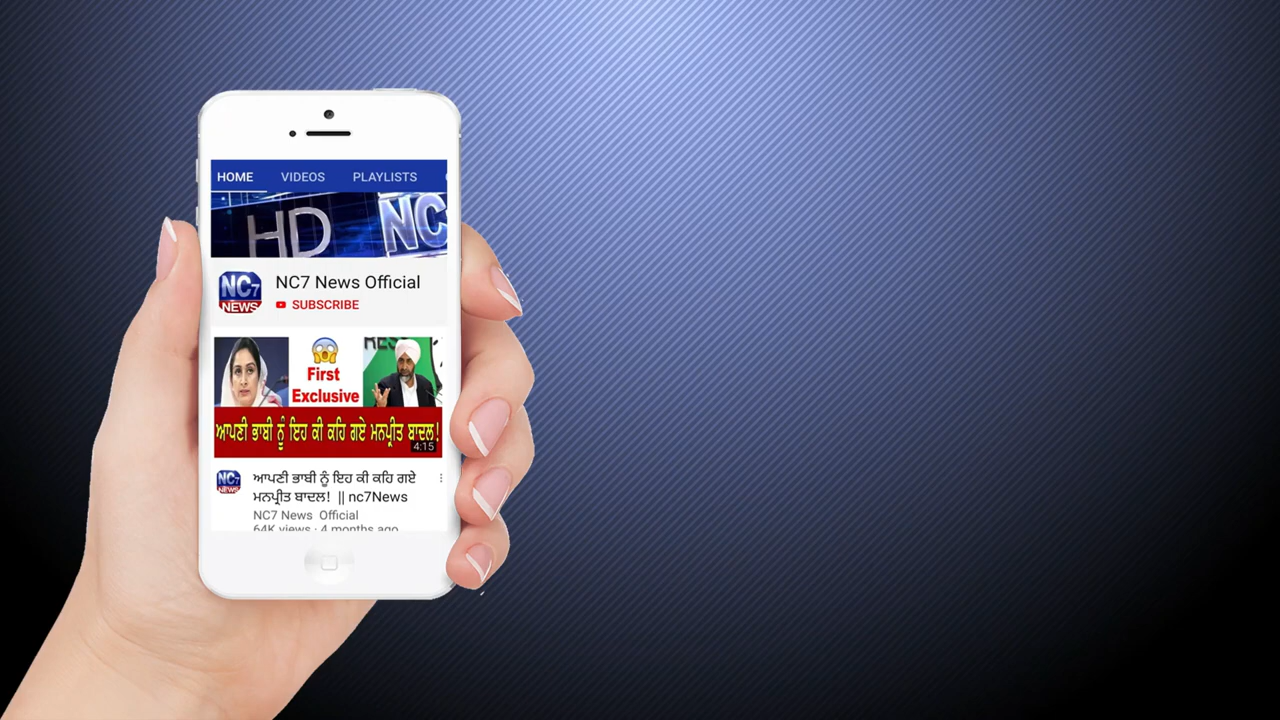 HOME VIDEOS PLAYLISTS
HD NC
NC7 NEWS
NC7 News Official
SUBSCRIBE
First
Exclusive
ਆਪਣੀ ਭਾਬੀ ਨੂੰ ਇਹ ਕੀ ਕਹਿ ਗਏ ਮਨਪ੍ਰੀਤ ਬਾਦਲ!
4:15
NC7 NEWS
ਆਪਣੀ ਭਾਬੀ ਨੂੰ ਇਹ ਕੀ ਕਹਿ ਗਏ
ਮਨਪ੍ਰੀਤ ਬਾਦਲ! || nc7News
NC7 News Official
64K views · 4 months ago